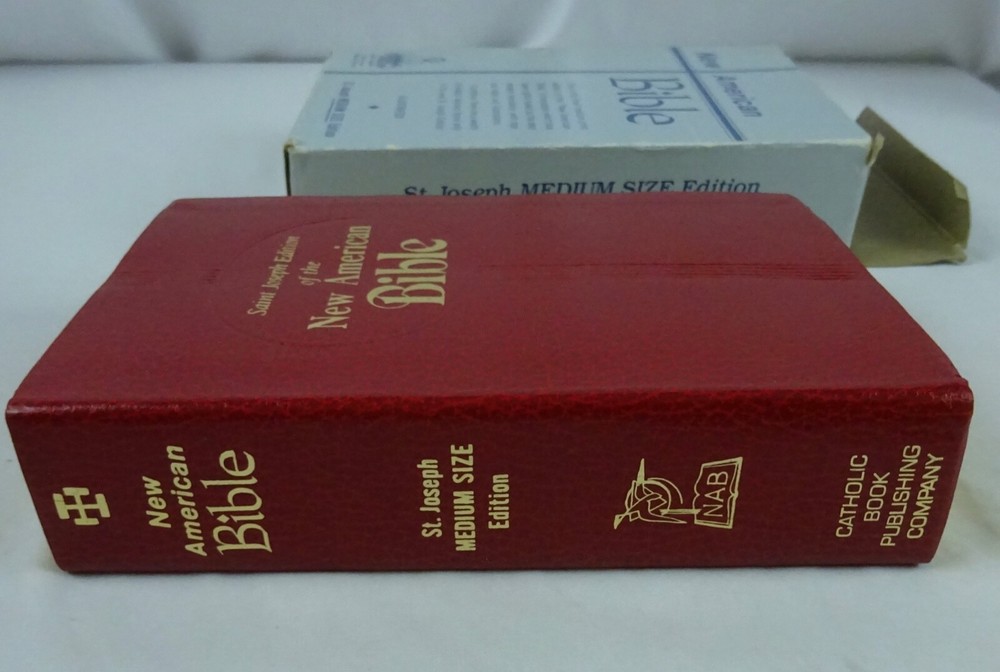 Saint Joseph Edition
of the
New American
Bible
New
American
Bible
St. Joseph
MEDIUM SIZE
Edition
NAB
CATHOLIC
BOOK
PUBLISHING
COMPANY
New American
Bible
St. Joseph MEDIUM SIZE Edition